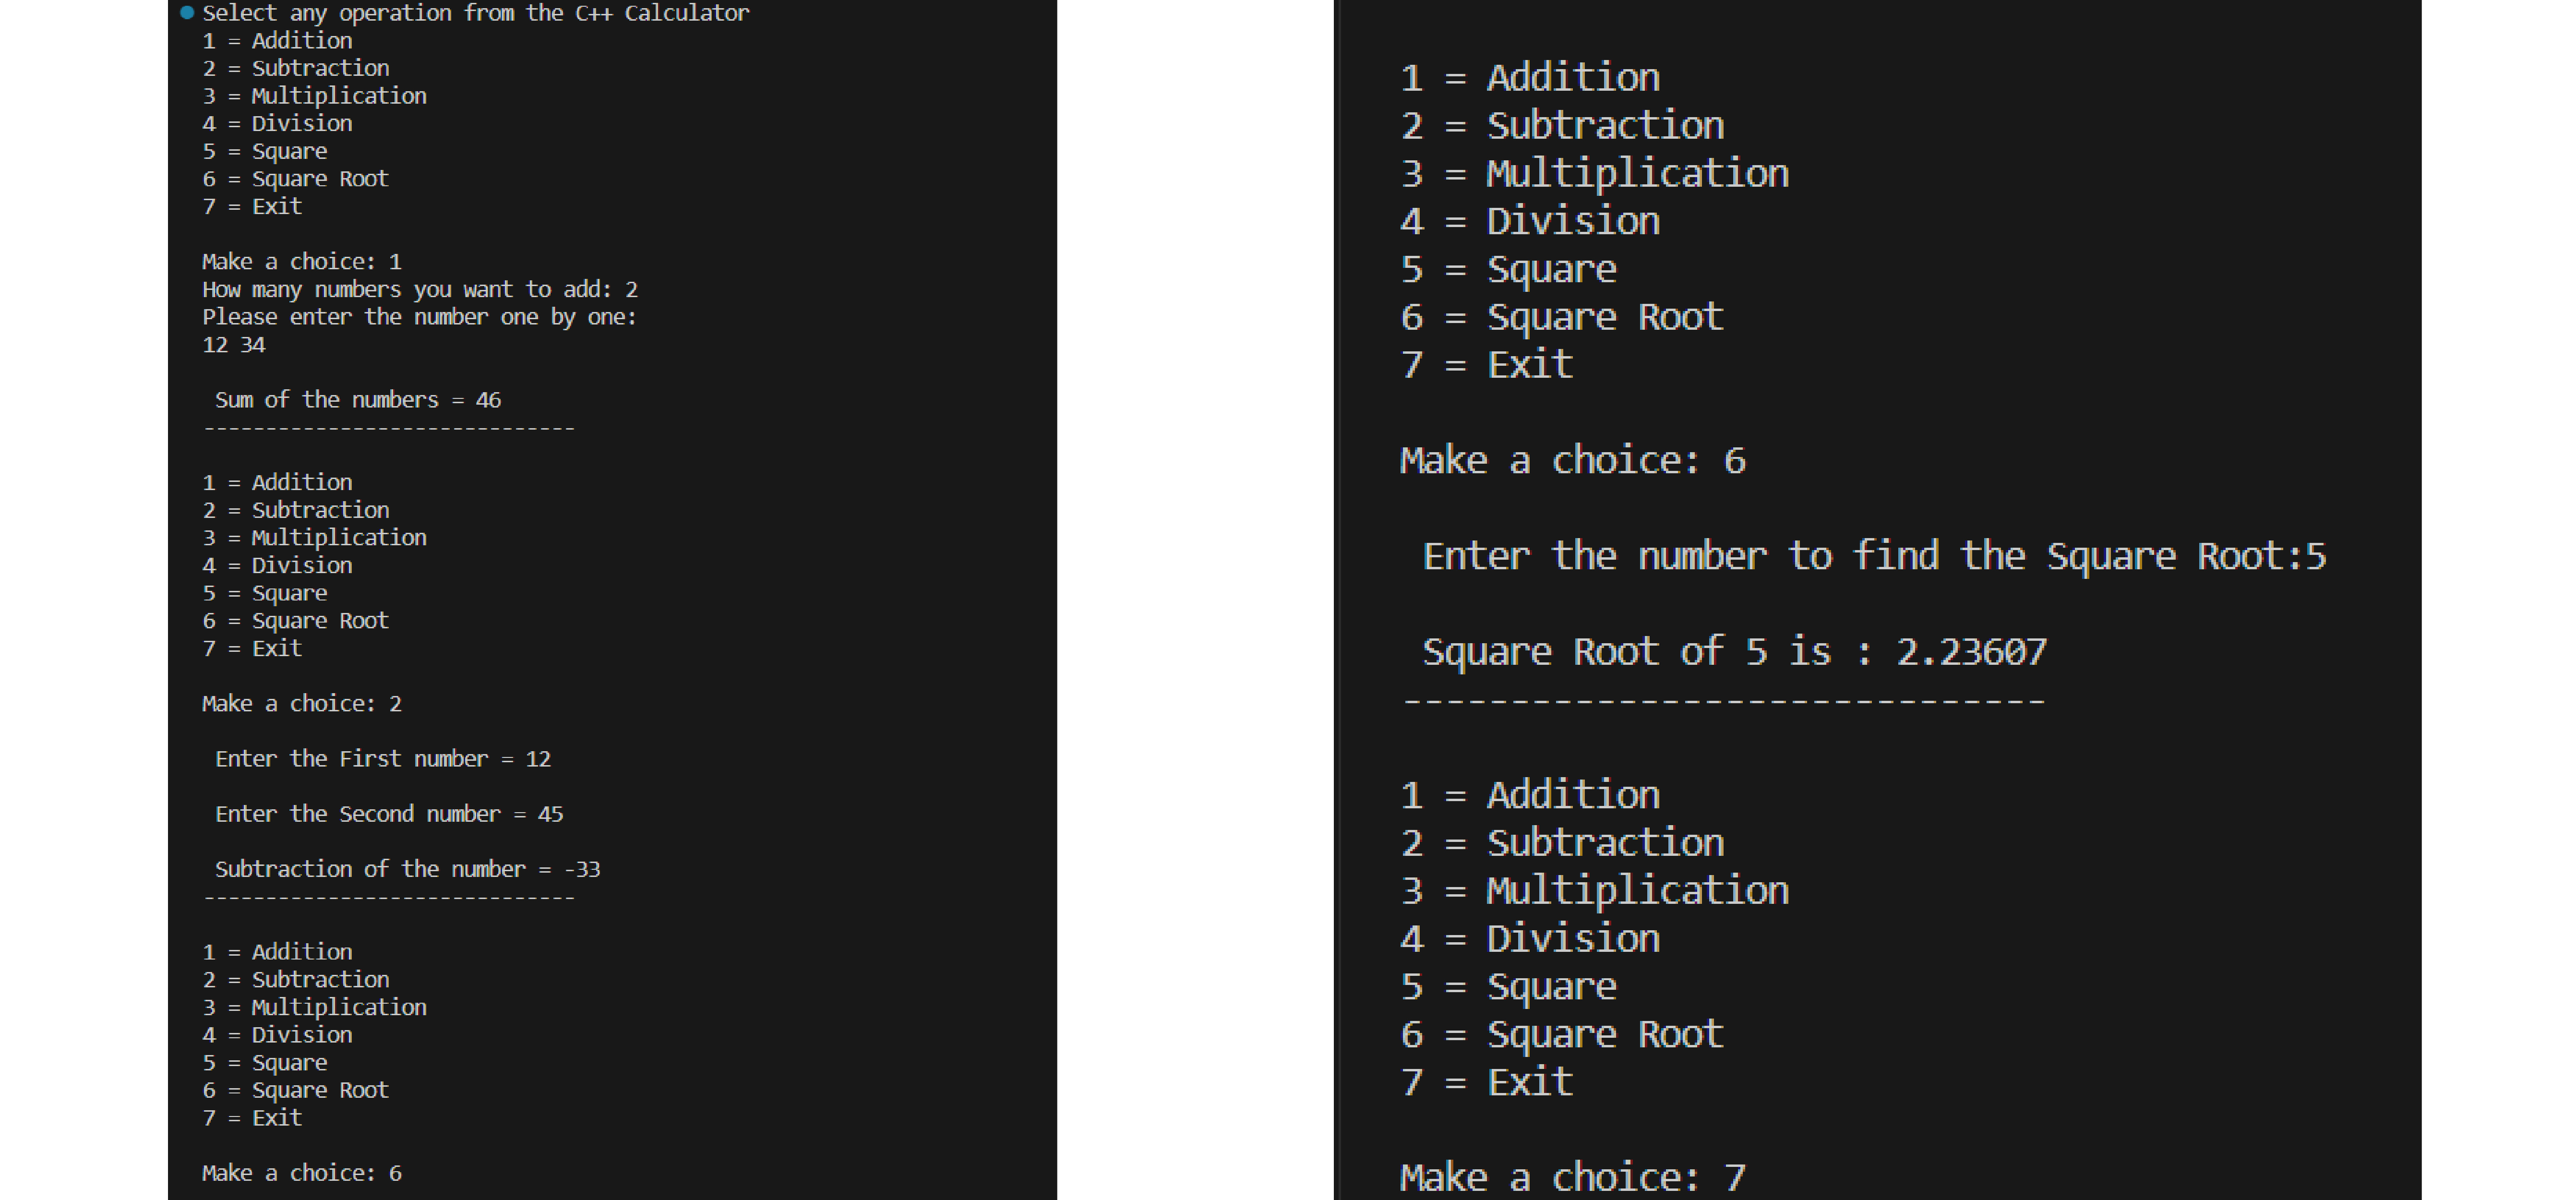 Select any operation from the C++ Calculator
1 = Addition
2 = Subtraction
3 = Multiplication
4 = Division
5 = Square
6 = Square Root
7 = Exit
Make a choice: 1
How many numbers you want to add: 2
Please enter the number one by one:
12 34
Sum of the numbers = 46
------------------------------
1 = Addition
2 = Subtraction
3 = Multiplication
4 = Division
5 = Square
6 = Square Root
7 = Exit
Make a choice: 2
Enter the First number = 12
Enter the Second number = 45
Subtraction of the number = -33
------------------------------
1 = Addition
2 = Subtraction
3 = Multiplication
4 = Division
5 = Square
6 = Square Root
7 = Exit
Make a choice: 6
1 = Addition
2 = Subtraction
3 = Multiplication
4 = Division
5 = Square
6 = Square Root
7 = Exit
Make a choice: 6
Enter the number to find the Square Root:5
Square Root of 5 is : 2.23607
------------------------------
1 = Addition
2 = Subtraction
3 = Multiplication
4 = Division
5 = Square
6 = Square Root
7 = Exit
Make a choice: 7